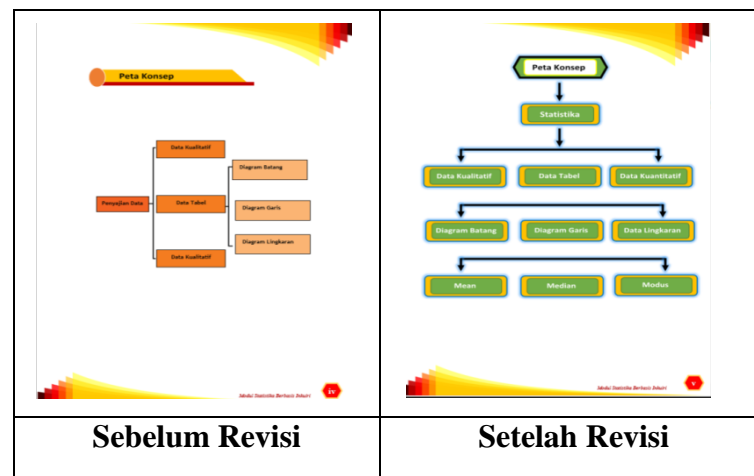 Peta Konsep
Data Kualitatif
Diagram Batang
Penyajian Data
Data Tabel
Diagram Garis
Diagram Lingkaran
Data Kualitatif
Modul Statistika Berbasis Inkuiri
iv
Peta Konsep
Statistika
Data Kualitatif
Data Tabel
Data Kuantitatif
Diagram Batang
Diagram Garis
Data Lingkaran
Mean
Median
Modus
Modul Statistika Berbasis Inkuiri
v
Sebelum Revisi
Setelah Revisi